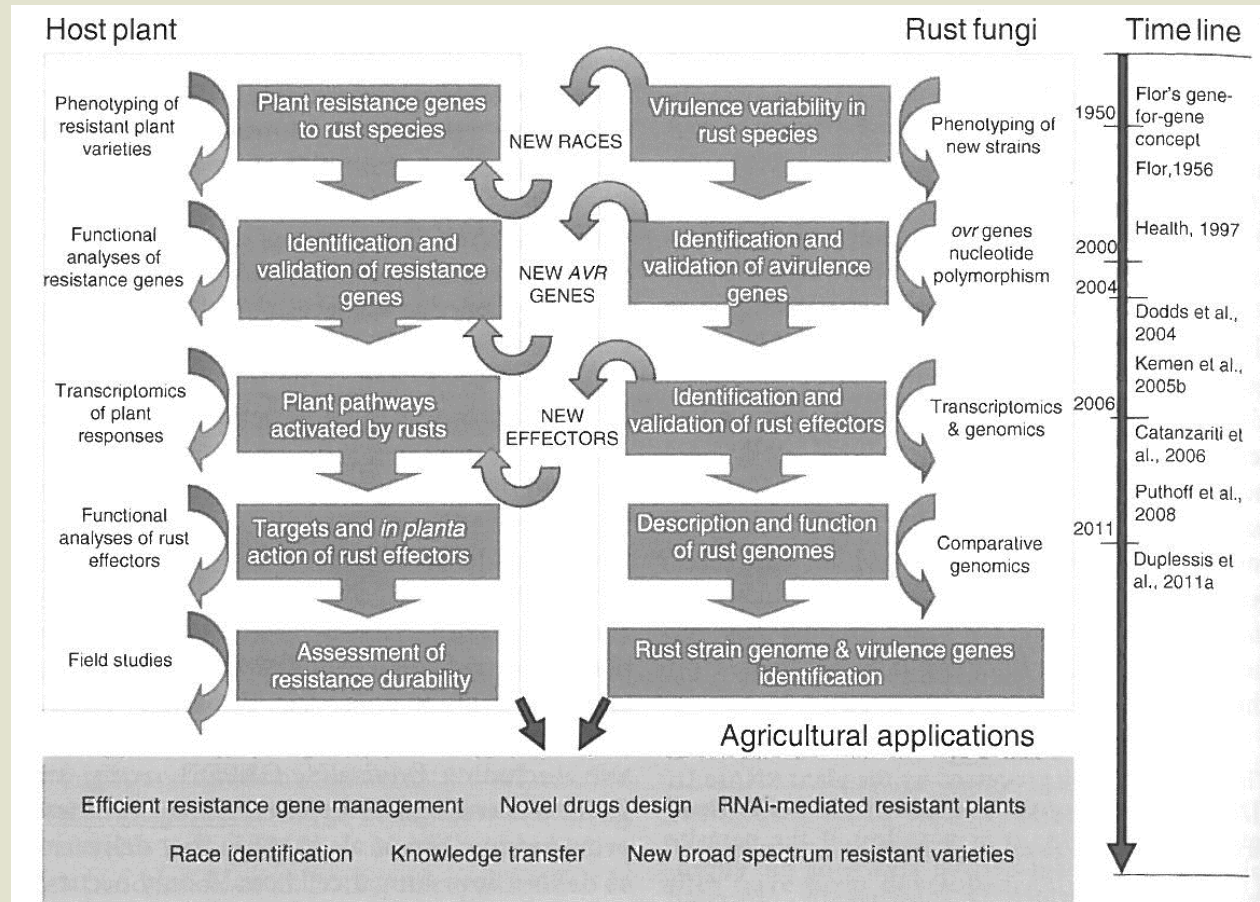 Host plant
Rust fungi
Time line
Phenotyping of
resistant plant
varieties
Plant resistance genes
to rust species
NEW RACES
Virulence variability in
rust species
Phenotyping of
new strains
Functional
analyses of
resistance genes
Identification and
validation of resistance
genes
NEW AVR
GENES
Identification and
validation of avirulence
genes
ovr genes
nucleotide
polymorphism
Transcriptomics
of plant
responses
Plant pathways
activated by rusts
NEW
EFFECTORS
Identification and
validation of rust effectors
Transcriptomics
& genomics
Functional
analyses of rust
effectors
Targets and in planta
action of rust effectors
Description and function
of rust genomes
Comparative
genomics
Field studies
Assessment of
resistance durability
Rust strain genome & virulence genes
identification
1950
Flor's gene-
for-gene
concept
Flor,1956
Health, 1997
2000
2004
Dodds et al.,
2004
Kemen et al.,
2005b
2006
Catanzariti et
al., 2006
Puthoff et al.,
2008
2011
Duplessis et
al., 2011a
Agricultural applications
Efficient resistance gene management Novel drugs design RNAi-mediated resistant plants
Race identification Knowledge transfer New broad spectrum resistant varieties